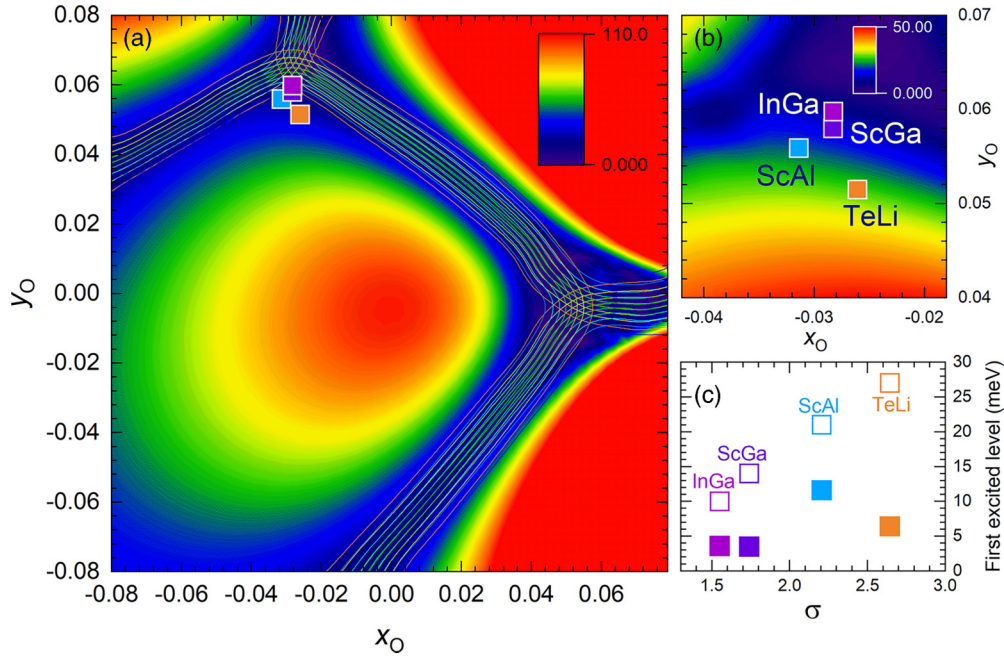 (a)
110.0
0.000
0.08
0.06
0.04
0.02
0.00
-0.02
-0.04
-0.06
-0.08
yO
-0.08 -0.06 -0.04 -0.02 0.00 0.02 0.04 0.06
xO
(b)
50.00
0.000
InGa
ScGa
ScAl
TeLi
0.07
0.06
0.05
0.04
yO
-0.04 -0.03 -0.02
xO
(c)
ScAl
TeLi
ScGa
InGa
30
25
20
15
10
5
0
First excited level (meV)
1.5 2.0 2.5 3.0
σ